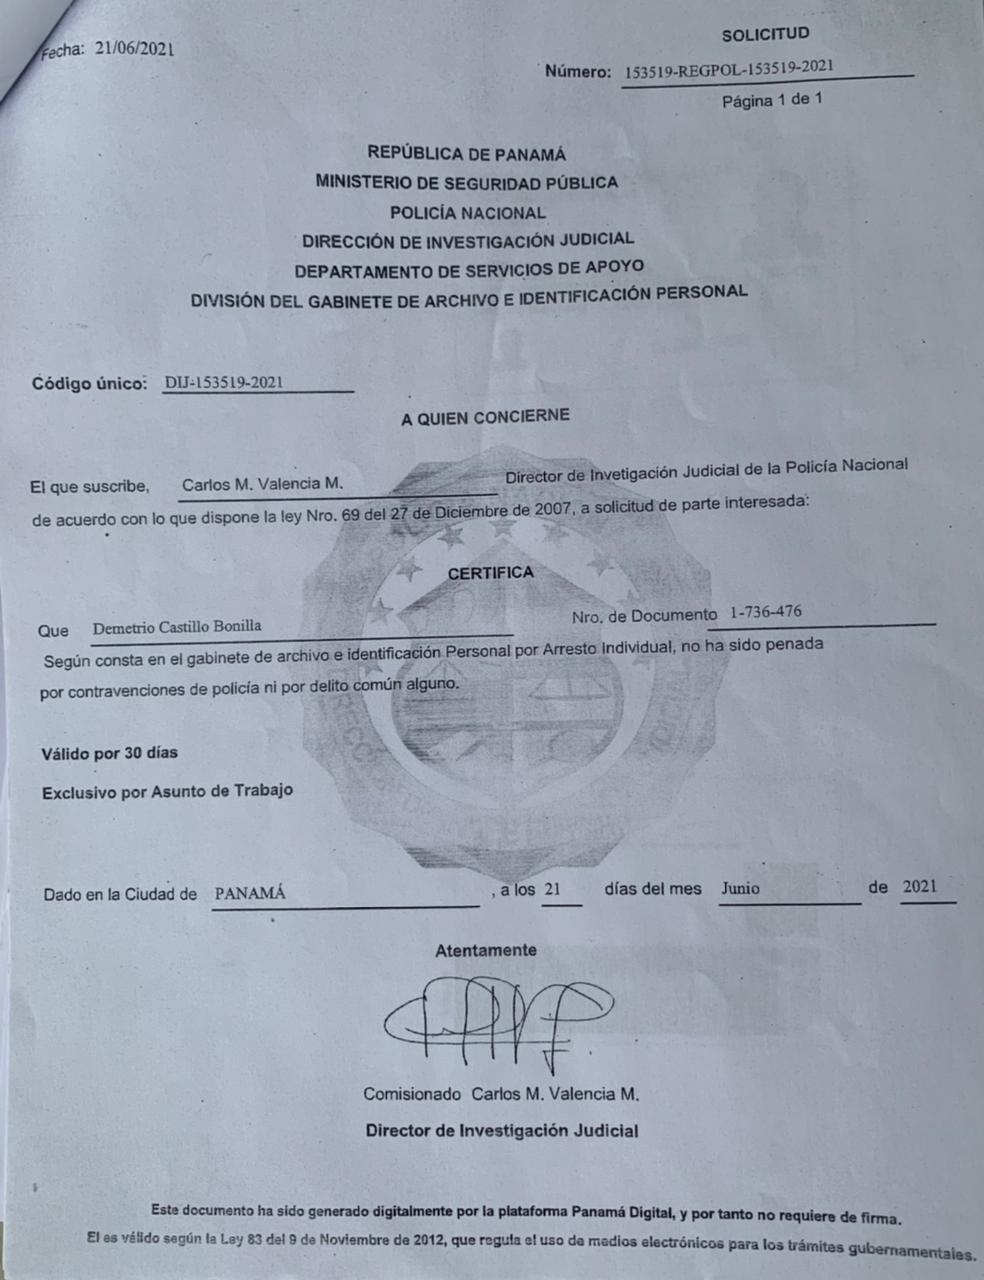 Fecha: 21/06/2021
SOLICITUD
Número: 153519-REGPOL-153519-2021
Página 1 de 1
REPÚBLICA DE PANAMÁ
MINISTERIO DE SEGURIDAD PÚBLICA
POLICÍA NACIONAL
DIRECCIÓN DE INVESTIGACIÓN JUDICIAL
DEPARTAMENTO DE SERVICIOS DE APOYO
DIVISIÓN DEL GABINETE DE ARCHIVO E IDENTIFICACIÓN PERSONAL
Código único: DIJ-153519-2021
A QUIEN CONCIERNE
El que suscribe, Carlos M. Valencia M. Director de Invetigación Judicial de la Policía Nacional
de acuerdo con lo que dispone la ley Nro. 69 del 27 de Diciembre de 2007, a solicitud de parte interesada:
CERTIFICA
Que Demetrio Castillo Bonilla Nro. de Documento 1-736-476
Según consta en el gabinete de archivo e identificación Personal por Arresto Individual, no ha sido penada
por contravenciones de policía ni por delito común alguno.
Válido por 30 días
Exclusivo por Asunto de Trabajo
Dado en la Ciudad de PANAMÁ , a los 21 días del mes Junio de 2021
Atentamente
Comisionado Carlos M. Valencia M.
Director de Investigación Judicial
Este documento ha sido generado digitalmente por la plataforma Panamá Digital, y por tanto no requiere de firma.
El es válido según la Ley 83 del 9 de Noviembre de 2012, que regula el uso de medios electrónicos para los trámites gubernamentales.